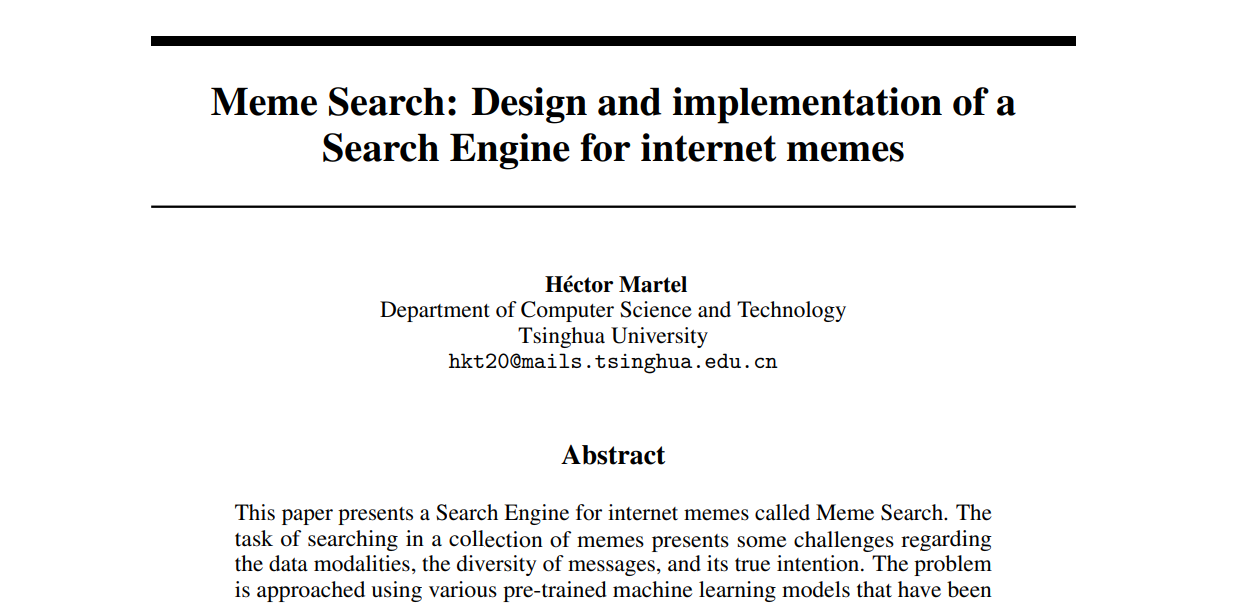 Meme Search: Design and implementation of a
Search Engine for internet memes
Héctor Martel
Department of Computer Science and Technology
Tsinghua University
hkt20@mails.tsinghua.edu.cn
Abstract
This paper presents a Search Engine for internet memes called Meme Search. The
task of searching in a collection of memes presents some challenges regarding
the data modalities, the diversity of messages, and its true intention. The problem
is approached using various pre-trained machine learning models that have been